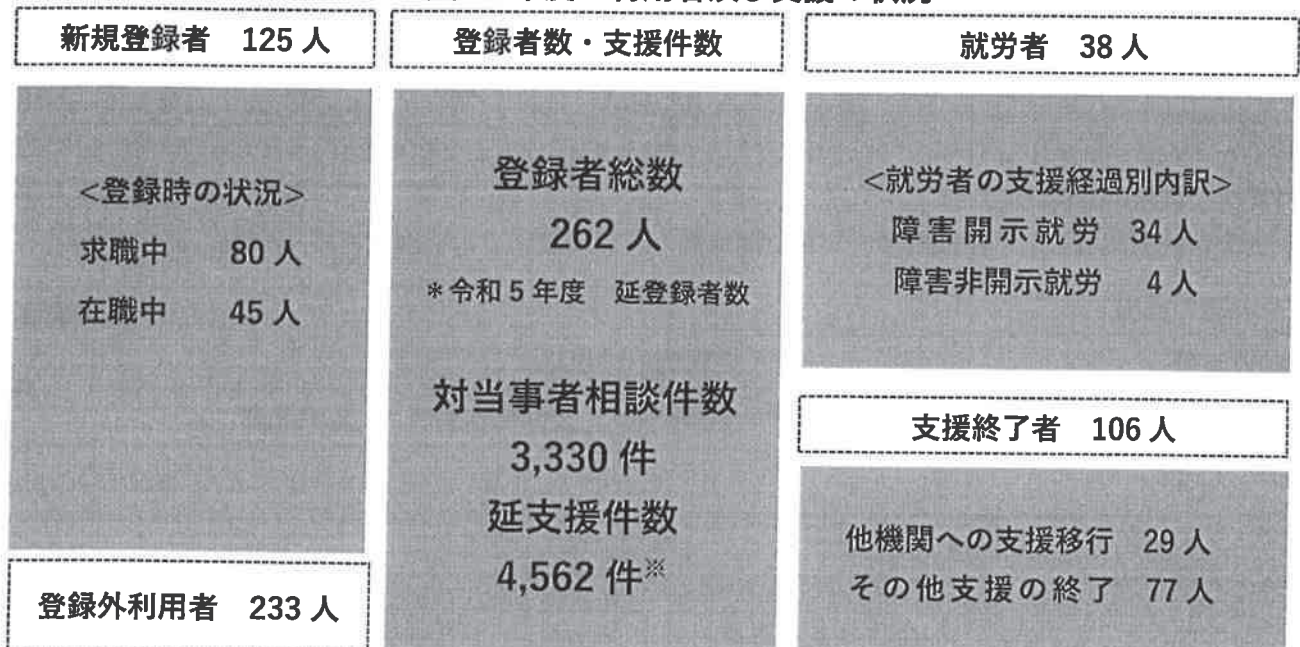 新規登録者 125人
<登録時の状況>
求職中 80人
在職中 45人
登録外利用者 233人
登録者数・支援件数
登録者総数
262人
*令和5年度 延登録者数
対当事者相談件数
3,330件
延支援件数
4,562件※
就労者 38人
<就労者の支援経過別内訳>
障害開示就労 34人
障害非開示就労 4人
支援終了者 106人
他機関への支援移行 29人
その他支援の終了 77人